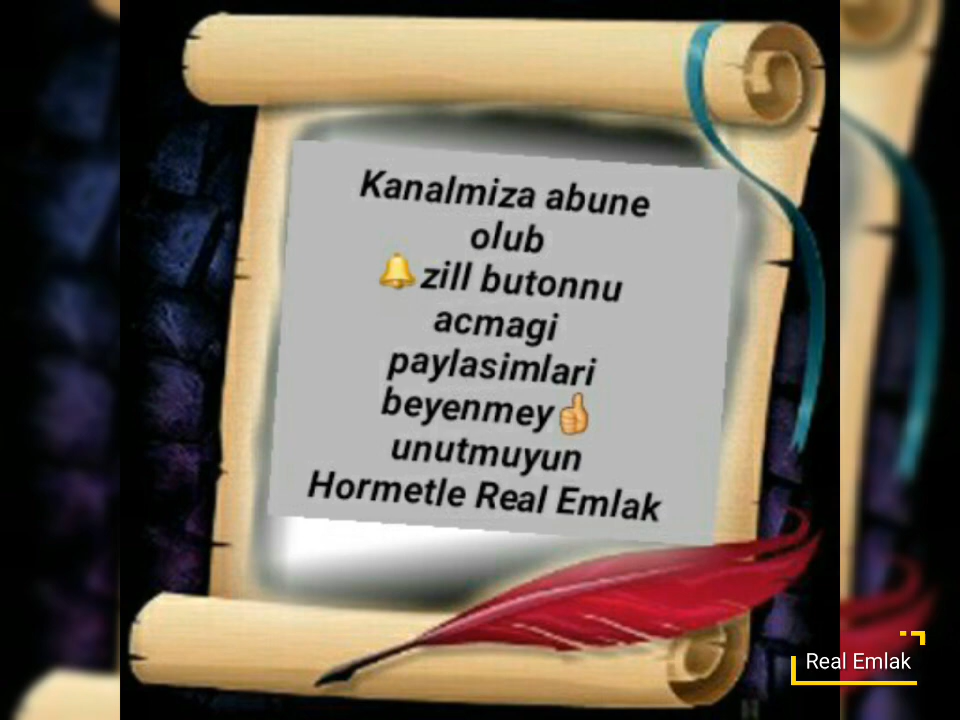 Kanalmiza abune
olub
🔔zill butonnu
acmagi
paylasimlari
beyenmey👍
unutmuyun
Hormetle Real Emlak
Real Emlak